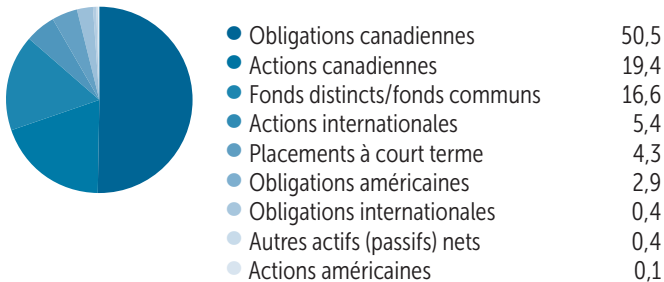 Obligations canadiennes 50,5
Actions canadiennes 19,4
Fonds distincts/fonds communs 16,6
Actions internationales 5,4
Placements à court terme 4,3
Obligations américaines 2,9
Obligations internationales 0,4
Autres actifs (passifs) nets 0,4
Actions américaines 0,1